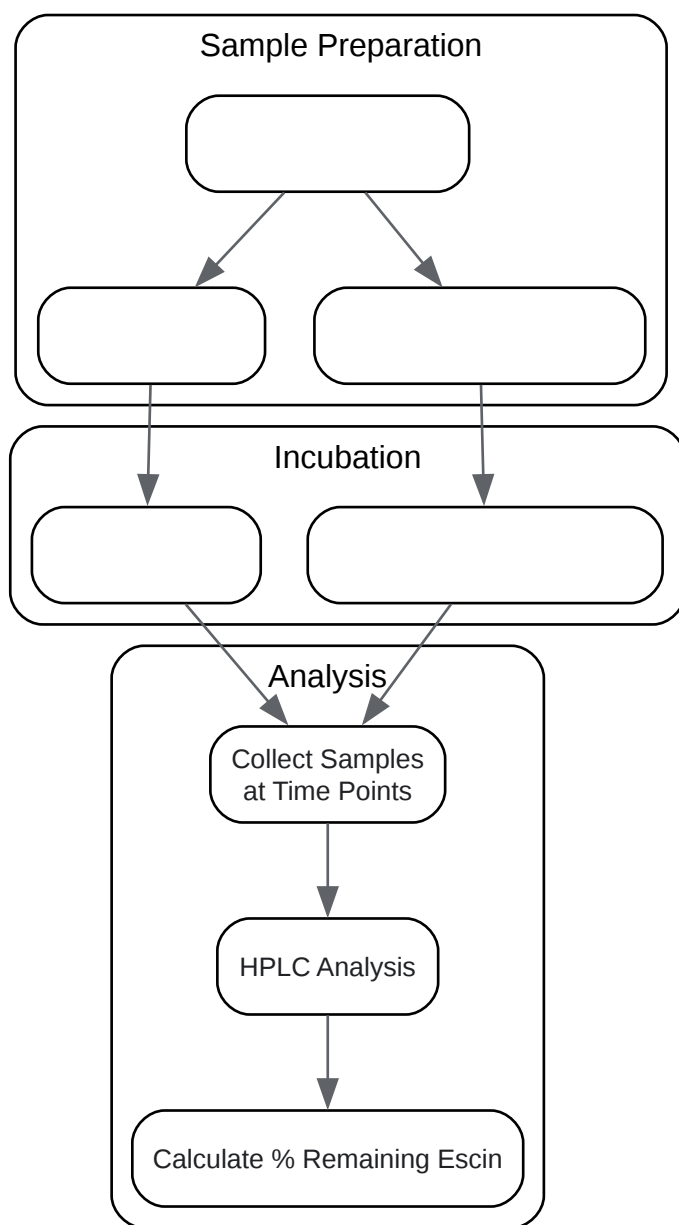 Sample Preparation
Incubation
Analysis
Collect Samples
at Time Points
HPLC Analysis
Calculate % Remaining Escin